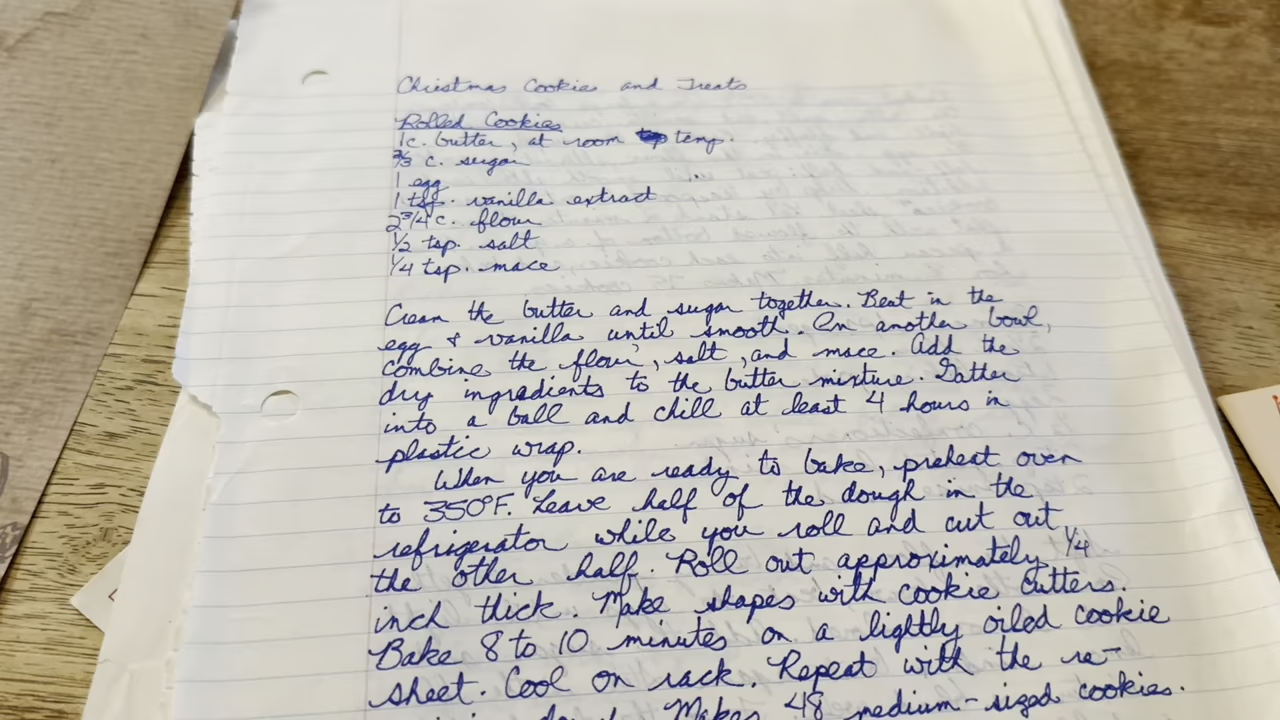 Christmas Cookies and Treats
Rolled Cookies
1 c. butter, at room temp.
2/3 c. sugar
1 egg
1 tsp. vanilla extract
2 3/4 c. flour
1/2 tsp. salt
1/4 tsp. mace
Cream the butter and sugar together. Beat in the
egg & vanilla until smooth. In another bowl,
combine the flour, salt, and mace. Add the
dry ingredients to the butter mixture. Gather
into a ball and chill at least 4 hours in
plastic wrap.
When you are ready to bake, preheat oven
to 350°F. Leave half of the dough in the
refrigerator while you roll and cut out
the other half. Roll out approximately 1/4
inch thick. Make shapes with cookie cutters.
Bake 8 to 10 minutes on a lightly oiled cookie
sheet. Cool on rack. Repeat with the re-
Makes 48 medium-sized cookies.